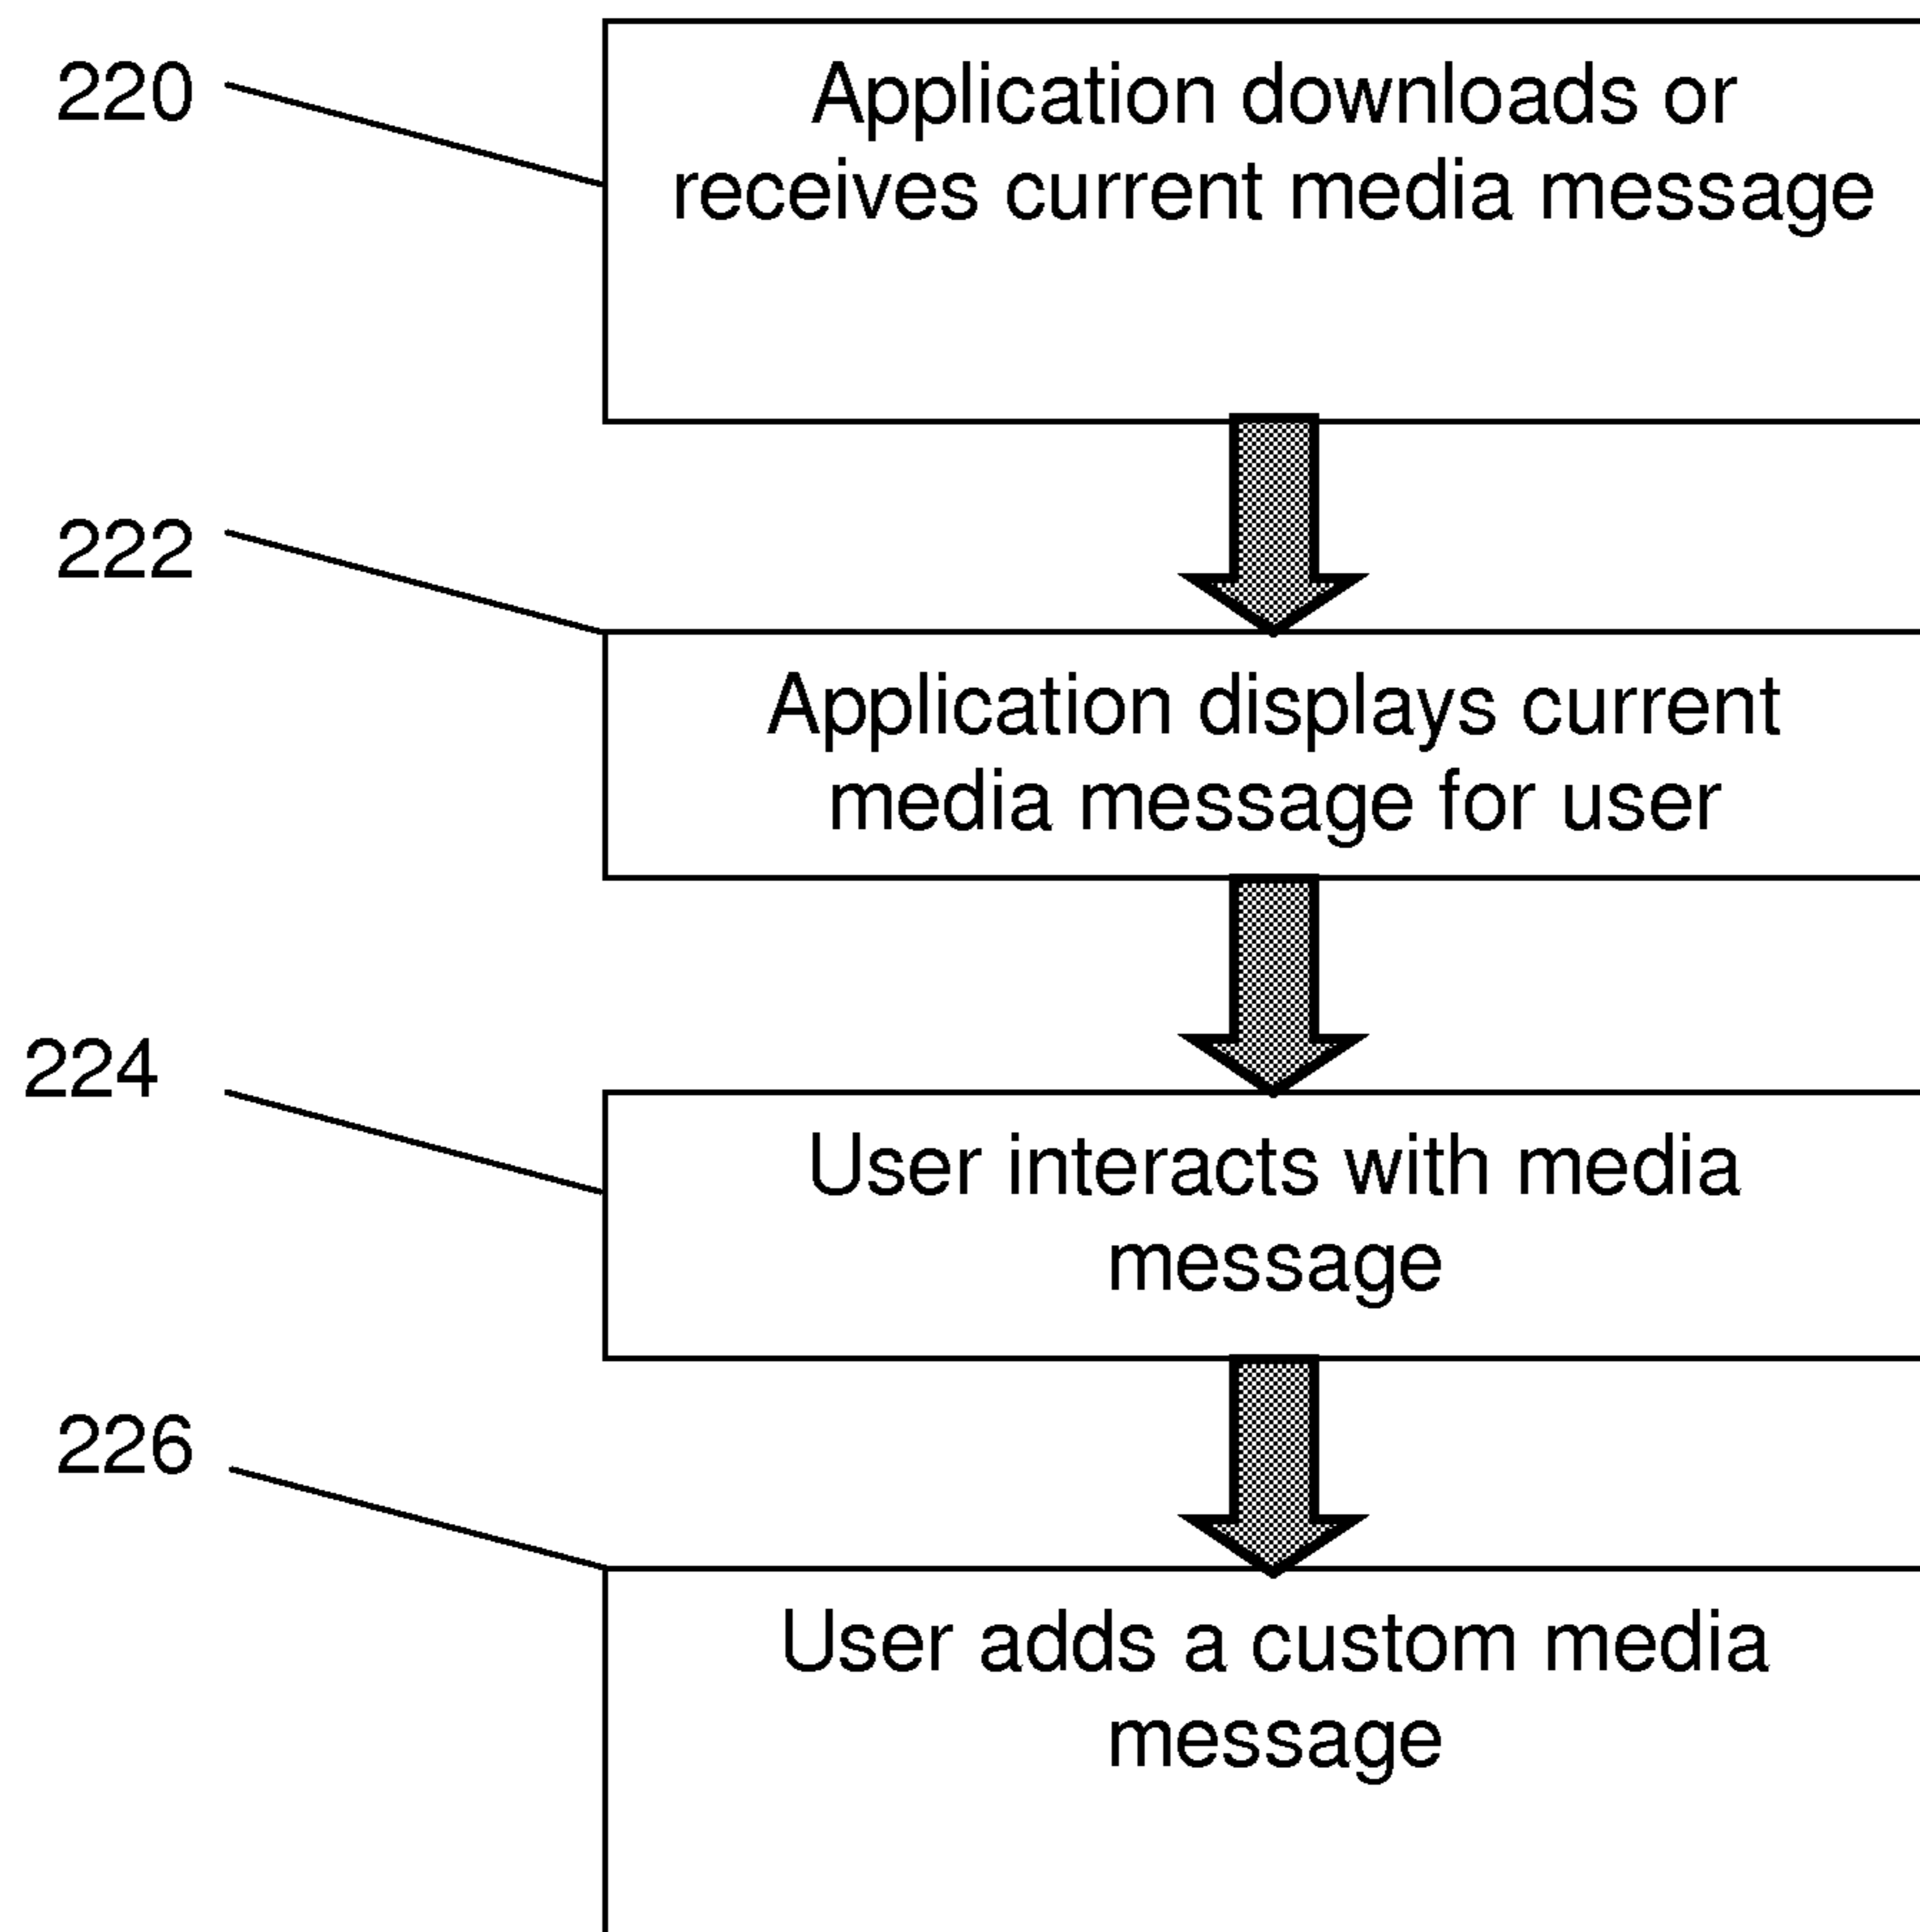 220
Application downloads or
receives current media message
222
Application displays current
media message for user
224
User interacts with media
message
226
User adds a custom media
message